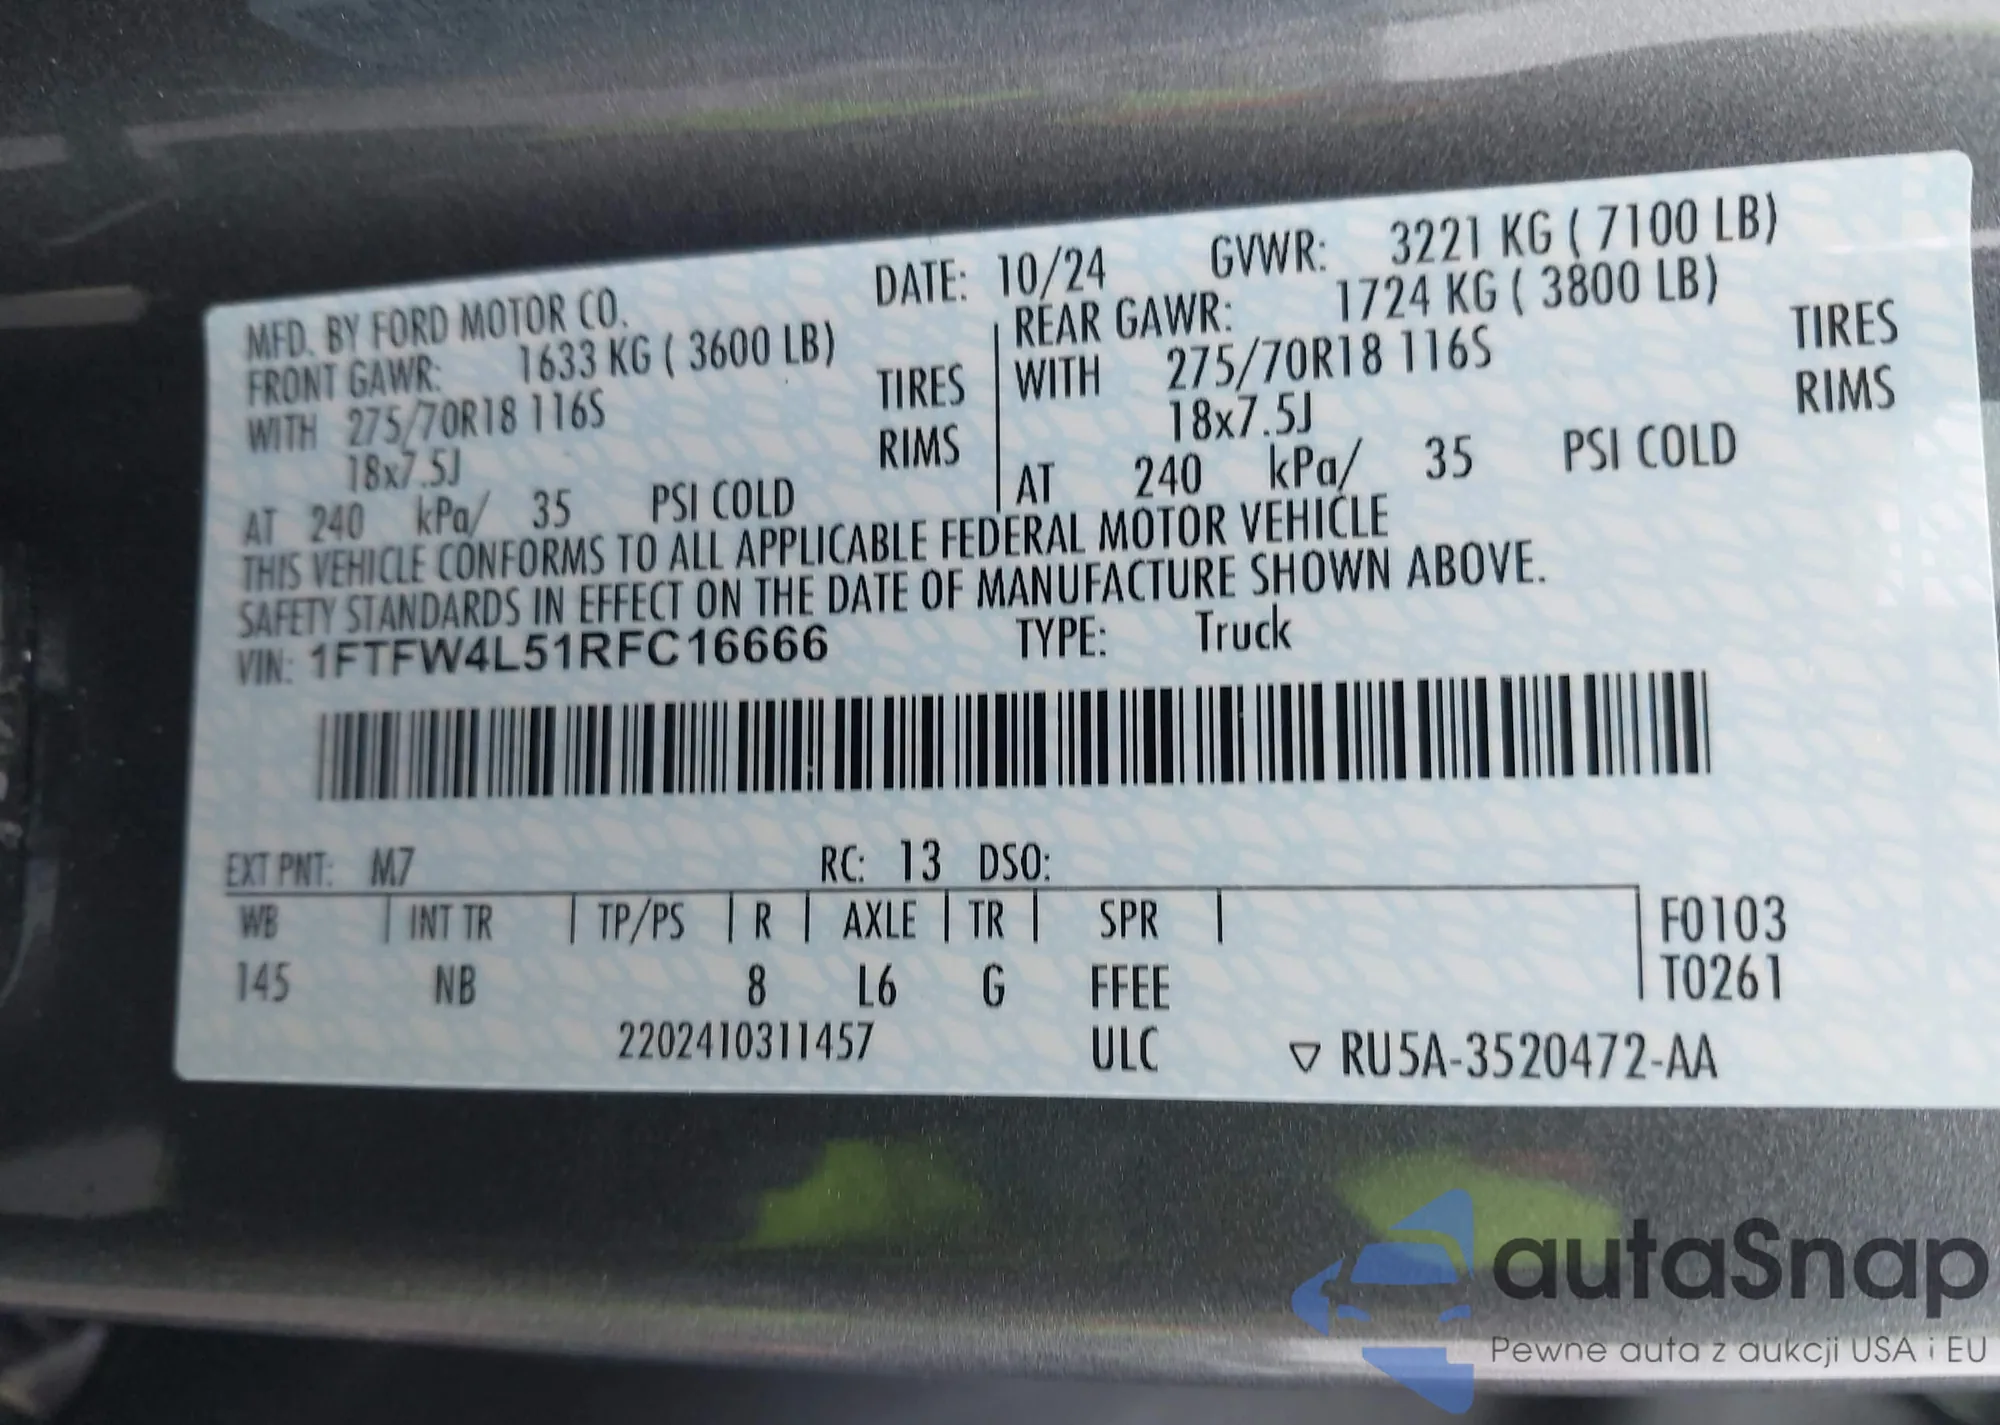 MFD. BY FORD MOTOR CO. DATE: 10/24 GVWR: 3221 KG ( 7100 LB)
FRONT GAWR: 1633 KG ( 3600 LB) REAR GAWR: 1724 KG ( 3800 LB)
WITH 275/70R18 116S TIRES WITH 275/70R18 116S TIRES
18x7.5J RIMS 18x7.5J RIMS
AT 240 kPa/ 35 PSI COLD AT 240 kPa/ 35 PSI COLD
THIS VEHICLE CONFORMS TO ALL APPLICABLE FEDERAL MOTOR VEHICLE
SAFETY STANDARDS IN EFFECT ON THE DATE OF MANUFACTURE SHOWN ABOVE.
VIN: 1FTFW4L51RFC16666 TYPE: Truck
EXT PNT: M7 RC: 13 DSO:
WB INT TR TP/PS R AXLE TR SPR F0103
145 NB 8 L6 G FFEE T0261
2202410311457 ULC ▽ RU5A-3520472-AA
autaSnap
Pewne auta z aukcji USA i EU